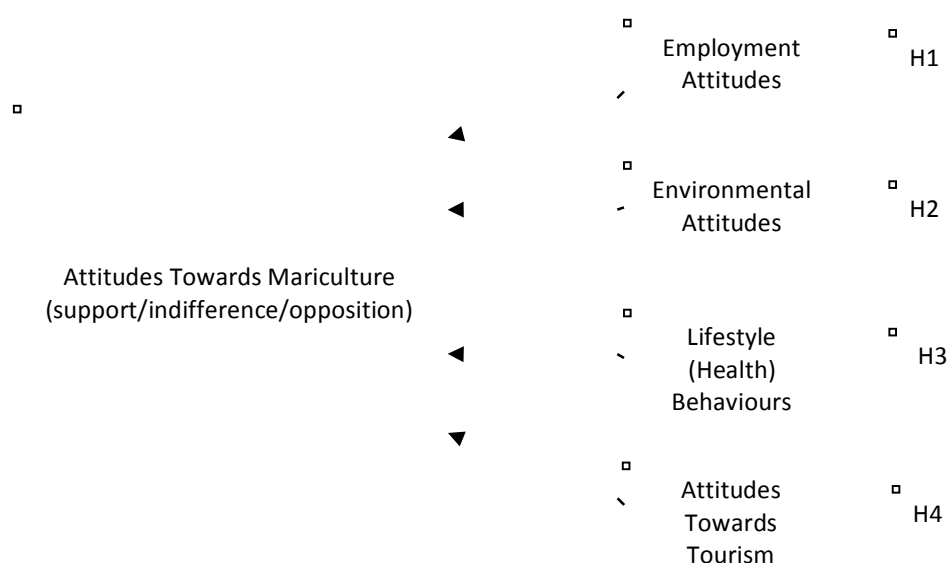 Employment
Attitudes
H1
Environmental
Attitudes
H2
Attitudes Towards Mariculture
(support/indifference/opposition)
Lifestyle
(Health)
Behaviours
H3
Attitudes
Towards
Tourism
H4